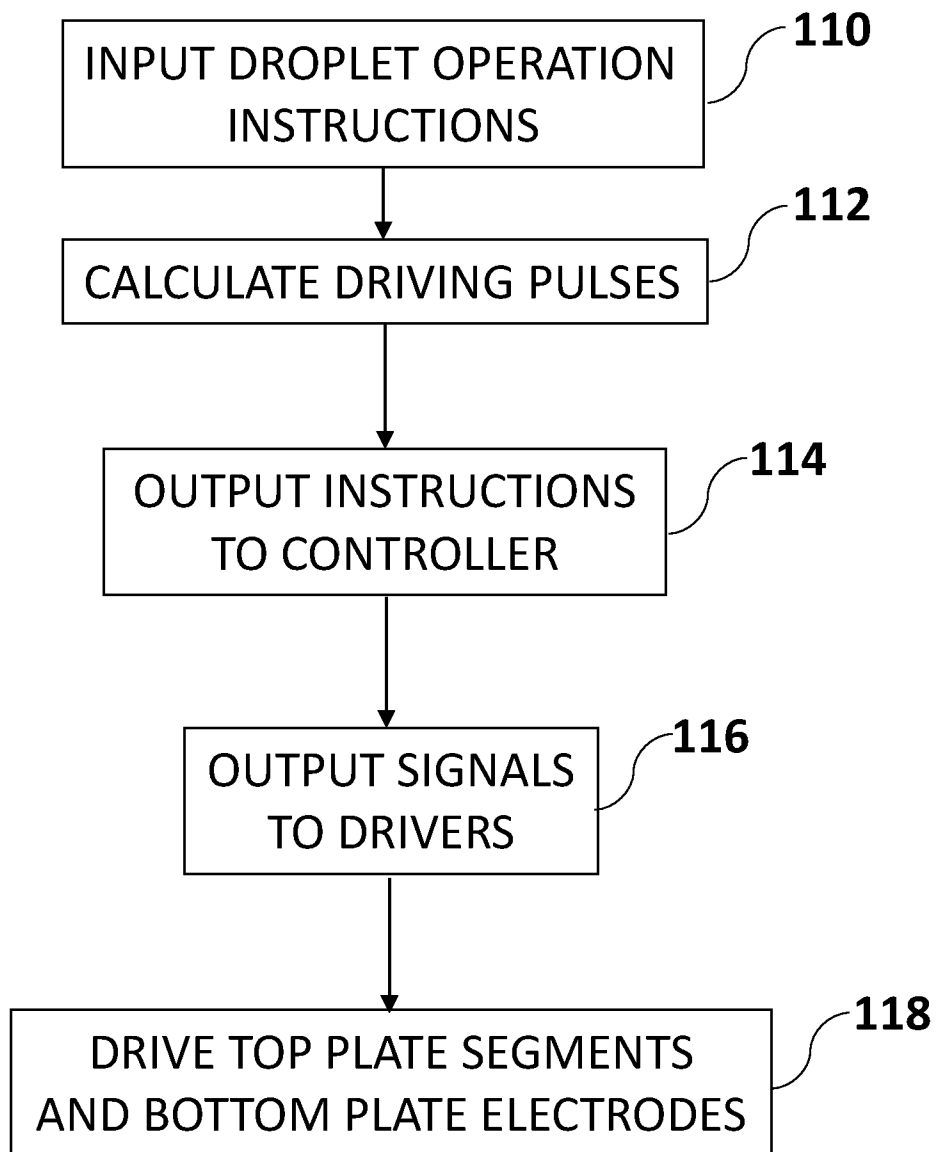 110
INPUT DROPLET OPERATION
INSTRUCTIONS
112
CALCULATE DRIVING PULSES
114
OUTPUT INSTRUCTIONS
TO CONTROLLER
116
OUTPUT SIGNALS
TO DRIVERS
118
DRIVE TOP PLATE SEGMENTS
AND BOTTOM PLATE ELECTRODES